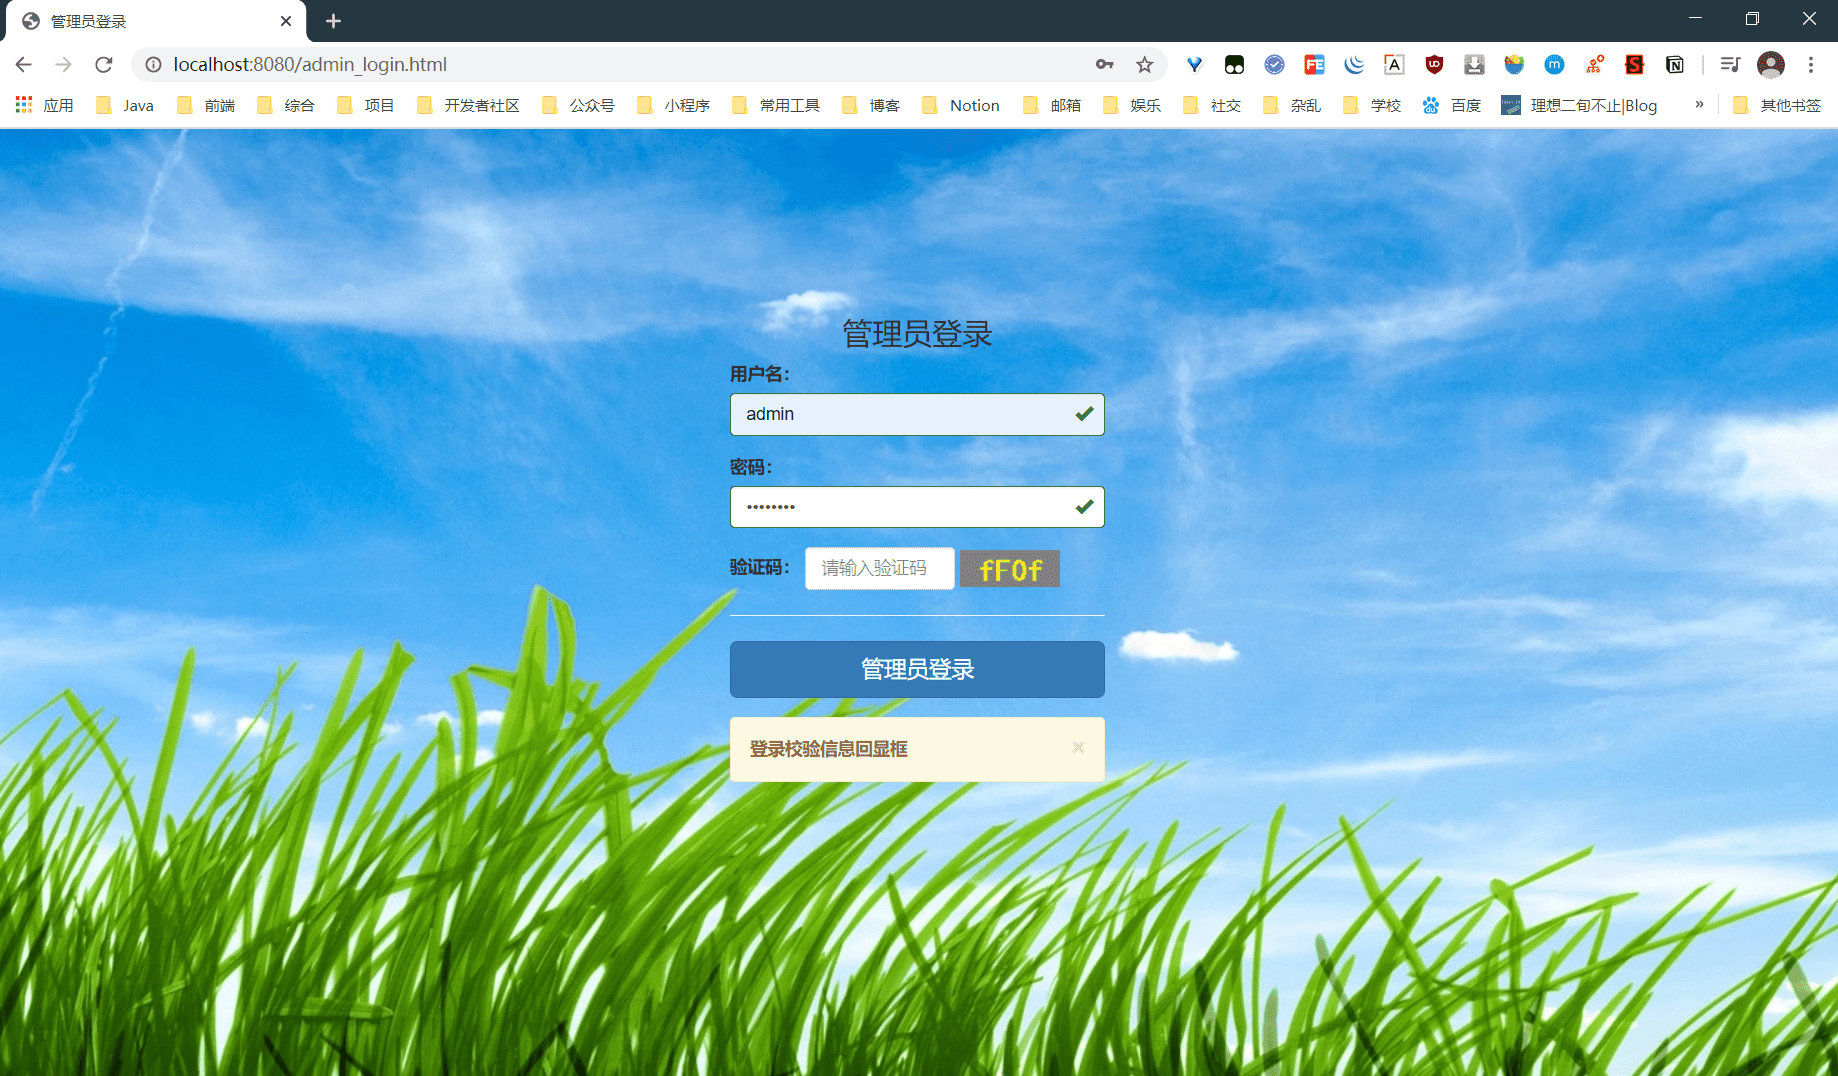 管理员登录
localhost:8080/admin_login.html
应用 Java 前端 综合 项目 开发者社区 公众号 小程序 常用工具 博客 Notion 邮箱 娱乐 社交 杂乱 学校 百度 理想二旬不止|Blog » 其他书签
管理员登录
用户名：
admin
密码：
••••••••
验证码： 请输入验证码 fF0f
管理员登录
登录校验信息回显框 ×